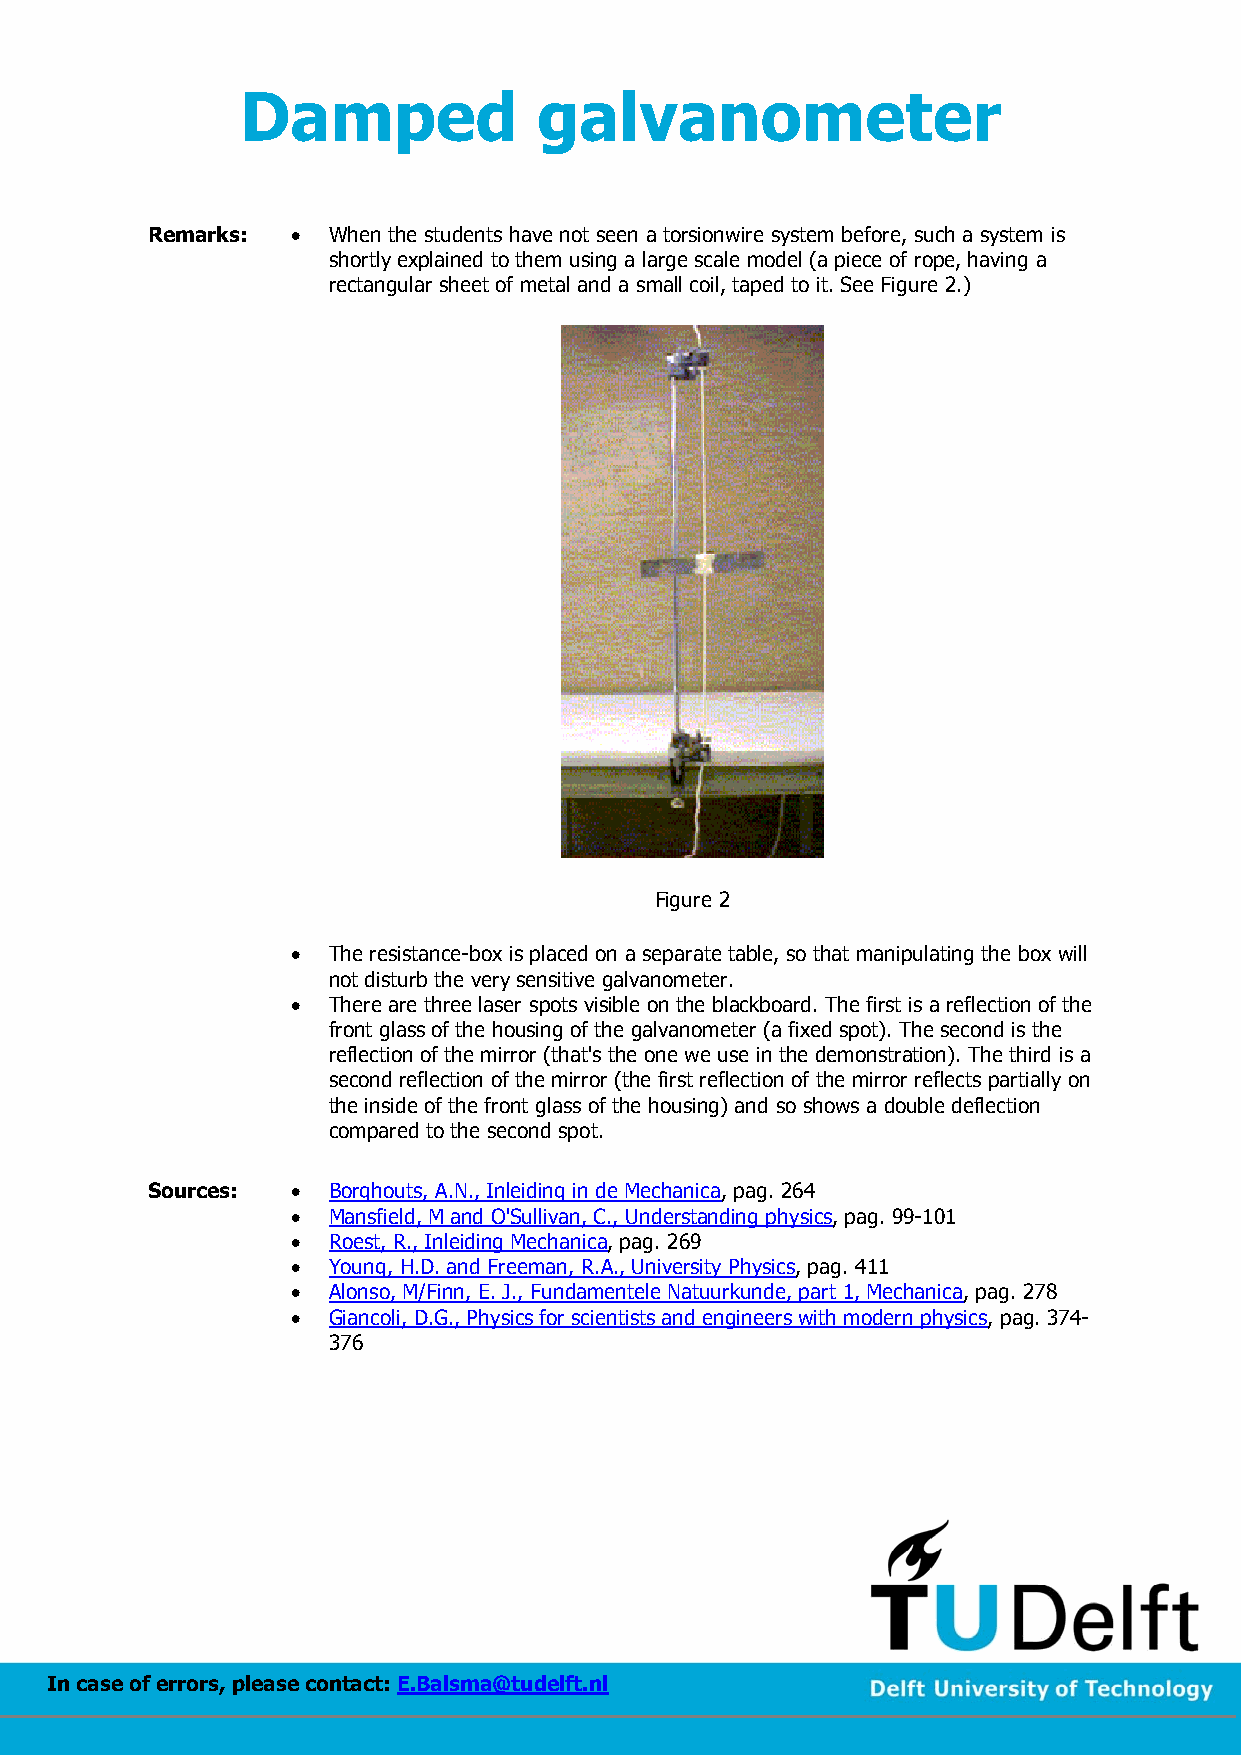 Damped galvanometer
Remarks: • When the students have not seen a torsionwire system before, such a system is
shortly explained to them using a large scale model (a piece of rope, having a
rectangular sheet of metal and a small coil, taped to it. See Figure 2.)
Figure 2
• The resistance-box is placed on a separate table, so that manipulating the box will
not disturb the very sensitive galvanometer.
• There are three laser spots visible on the blackboard. The first is a reflection of the
front glass of the housing of the galvanometer (a fixed spot). The second is the
reflection of the mirror (that's the one we use in the demonstration). The third is a
second reflection of the mirror (the first reflection of the mirror reflects partially on
the inside of the front glass of the housing) and so shows a double deflection
compared to the second spot.
Sources: • Borghouts, A.N., Inleiding in de Mechanica, pag. 264
• Mansfield, M and O'Sullivan, C., Understanding physics, pag. 99-101
• Roest, R., Inleiding Mechanica, pag. 269
• Young, H.D. and Freeman, R.A., University Physics, pag. 411
• Alonso, M/Finn, E. J., Fundamentele Natuurkunde, part 1, Mechanica, pag. 278
• Giancoli, D.G., Physics for scientists and engineers with modern physics, pag. 374-
376
TU Delft
In case of errors, please contact: E.Balsma@tudelft.nl
Delft University of Technology